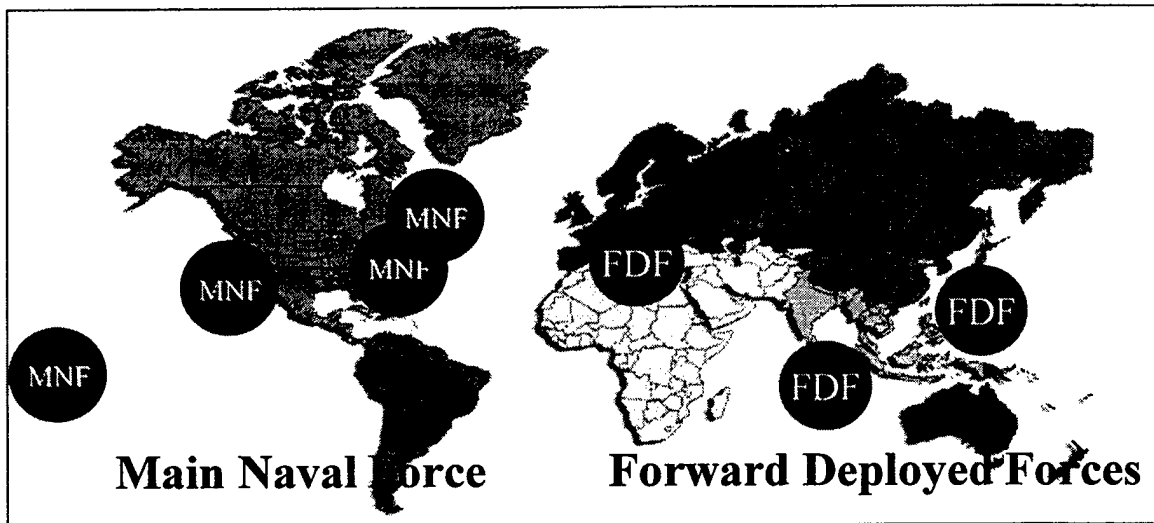 MNF
MNF
MNF
MNF
FDF
FDF
FDF
Main Naval Force
Forward Deployed Forces